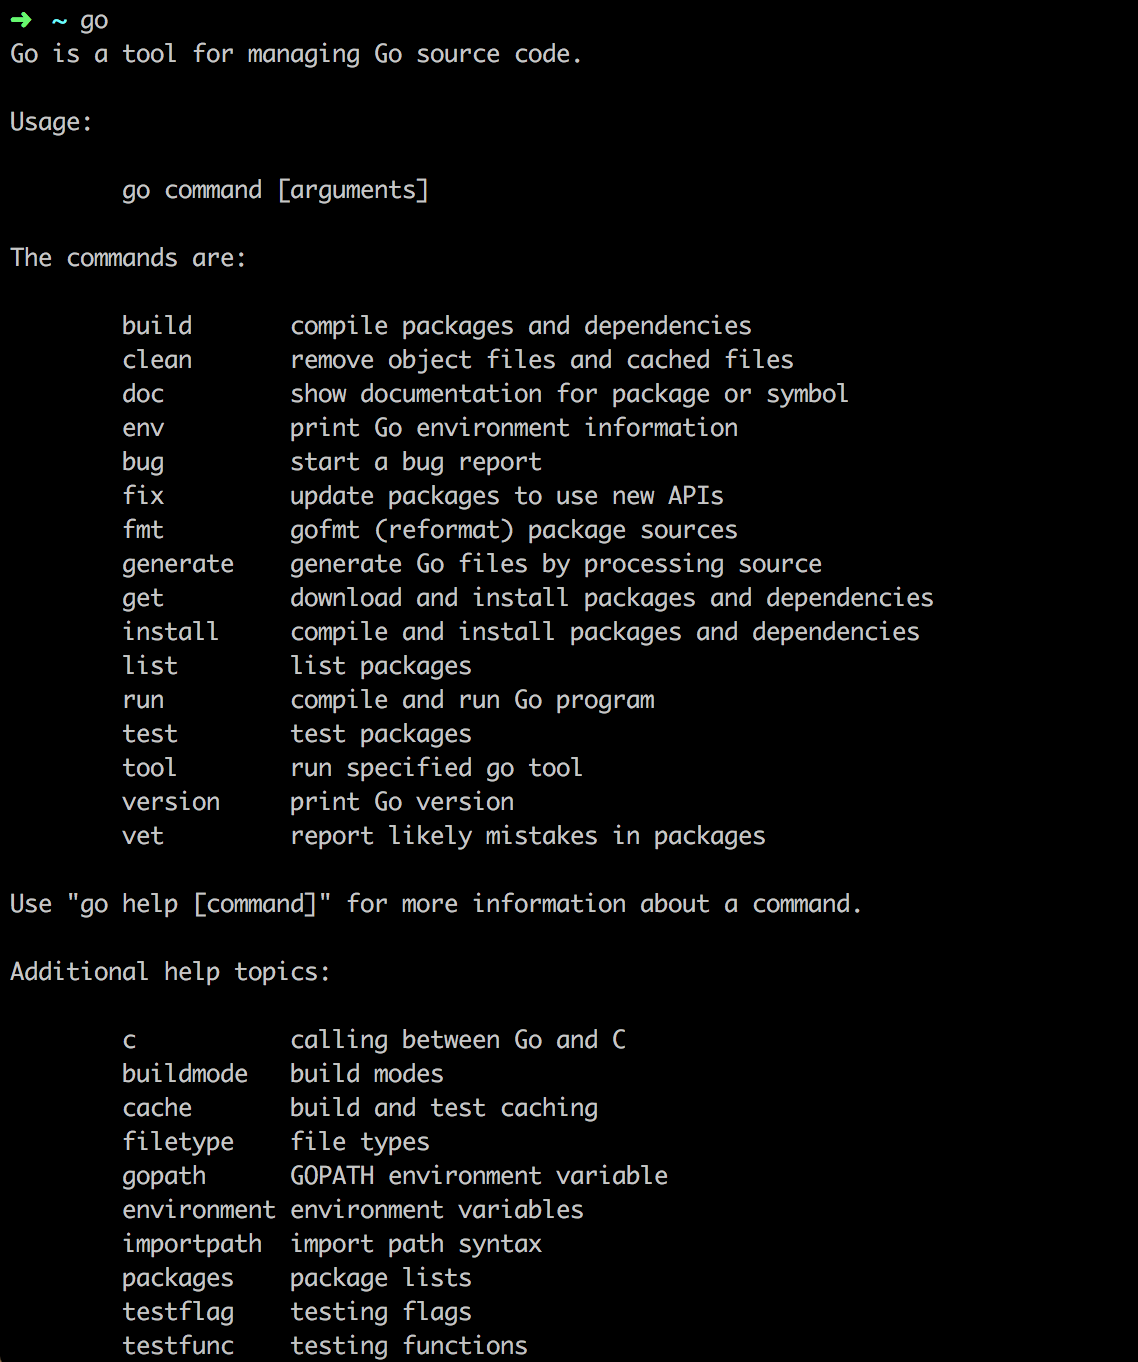 ➜ ~ go
Go is a tool for managing Go source code.

Usage:

        go command [arguments]

The commands are:

        build       compile packages and dependencies
        clean       remove object files and cached files
        doc         show documentation for package or symbol
        env         print Go environment information
        bug         start a bug report
        fix         update packages to use new APIs
        fmt         gofmt (reformat) package sources
        generate    generate Go files by processing source
        get         download and install packages and dependencies
        install     compile and install packages and dependencies
        list        list packages
        run         compile and run Go program
        test        test packages
        tool        run specified go tool
        version     print Go version
        vet         report likely mistakes in packages

Use "go help [command]" for more information about a command.

Additional help topics:

        c           calling between Go and C
        buildmode   build modes
        cache       build and test caching
        filetype    file types
        gopath      GOPATH environment variable
        environment environment variables
        importpath  import path syntax
        packages    package lists
        testflag    testing flags
        testfunc    testing functions